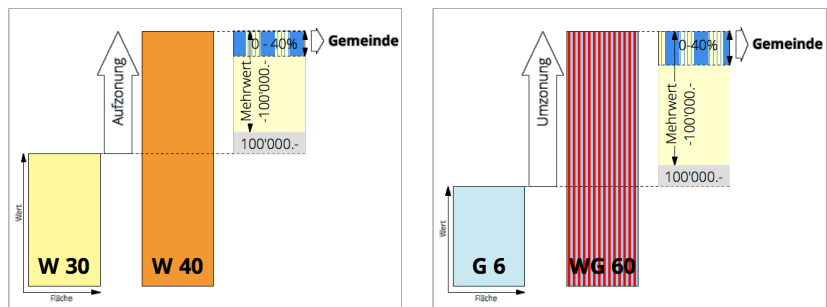 0 - 40%
Gemeinde
Aufzonung
Mehrwert
-100'000.-
100'000.-
Wert
W 30
W 40
Fläche
0-40%
Gemeinde
Umzonung
Mehrwert
-100'000.-
100'000.-
Wert
G 6
WG 60
Fläche